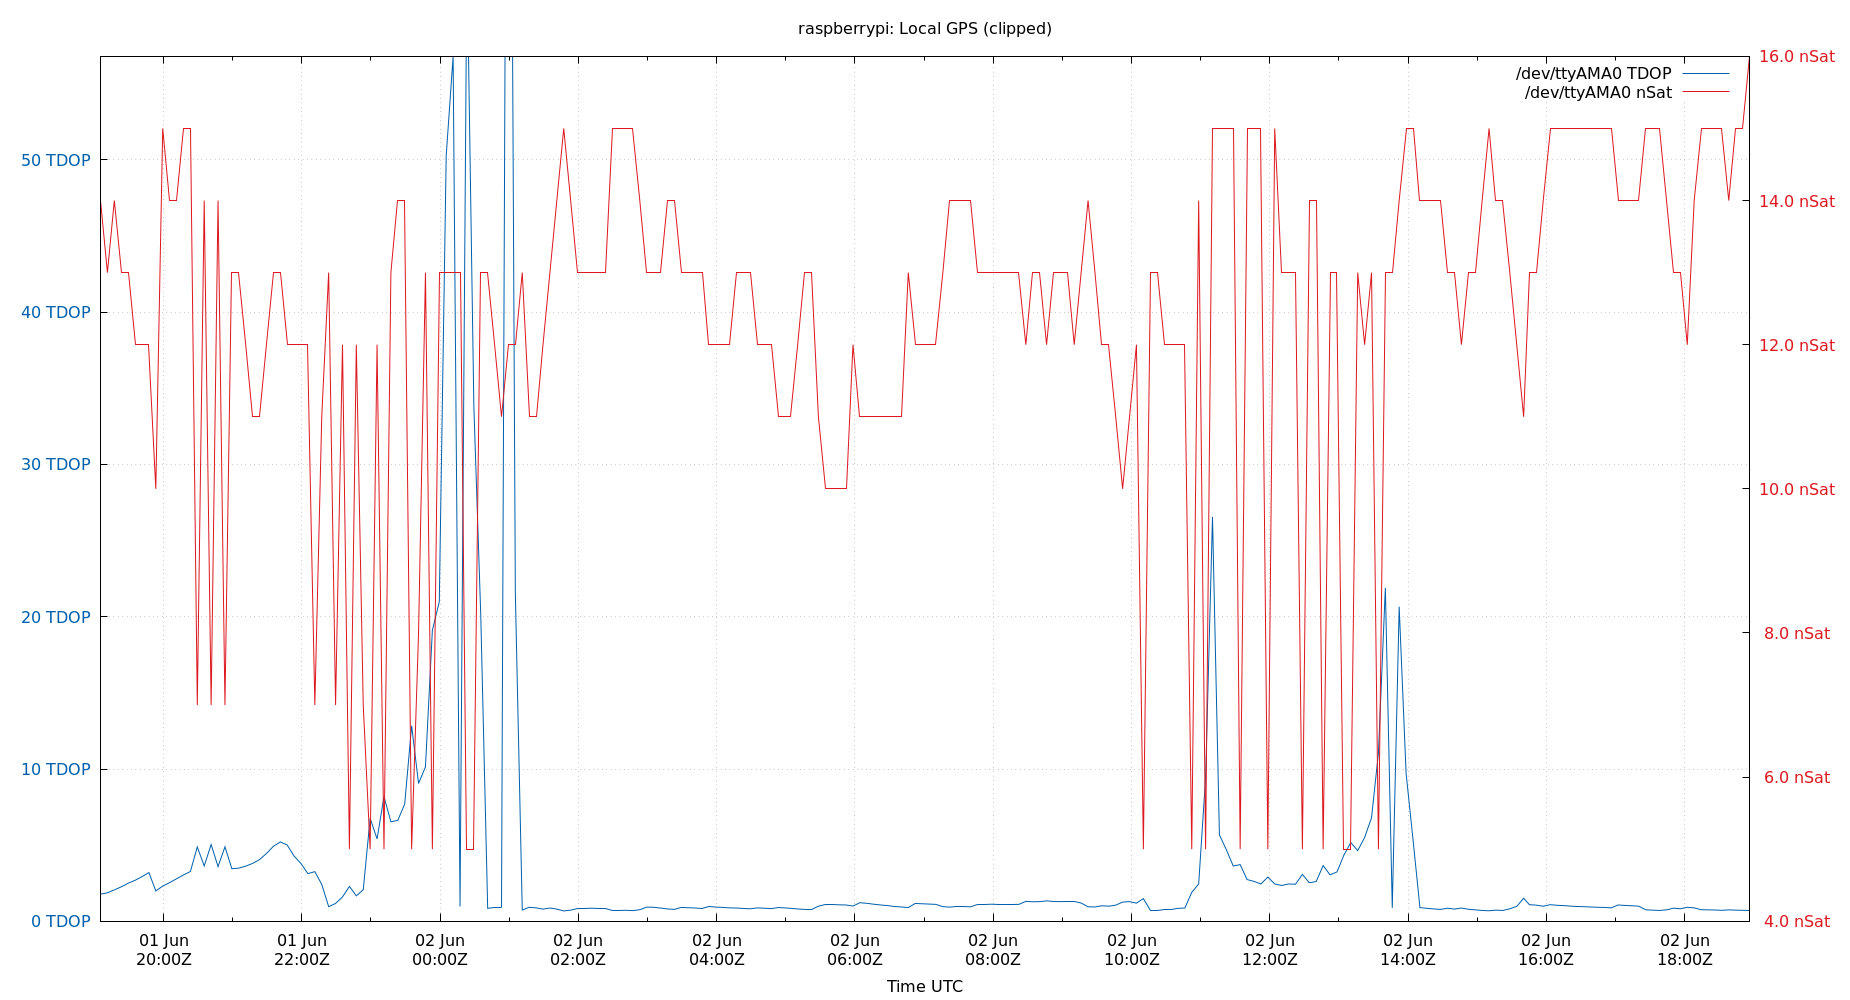 raspberrypi: Local GPS (clipped)
16.0 nSat
/dev/ttyAMA0 TDOP
/dev/ttyAMA0 nSat
50 TDOP
14.0 nSat
40 TDOP
12.0 nSat
30 TDOP
10.0 nSat
20 TDOP
8.0 nSat
10 TDOP
6.0 nSat
0 TDOP
4.0 nSat
01 Jun 01 Jun 02 Jun 02 Jun 02 Jun 02 Jun 02 Jun 02 Jun 02 Jun 02 Jun 02 Jun 02 Jun
20:00Z 22:00Z 00:00Z 02:00Z 04:00Z 06:00Z 08:00Z 10:00Z 12:00Z 14:00Z 16:00Z 18:00Z
Time UTC